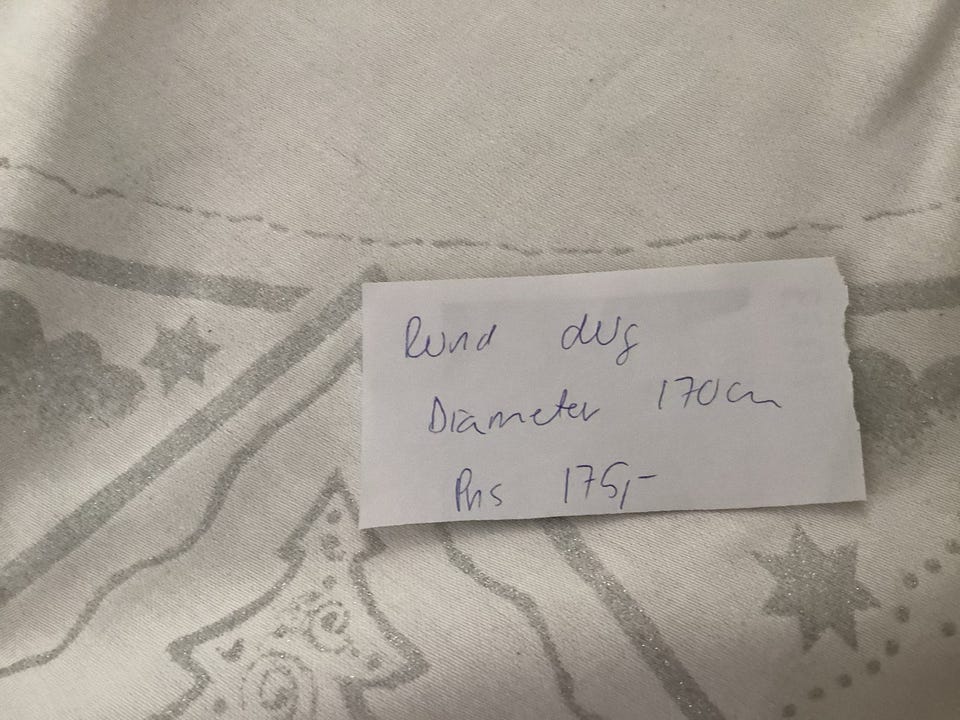 Rund dug
Diameter 170cm
Pris 175,-